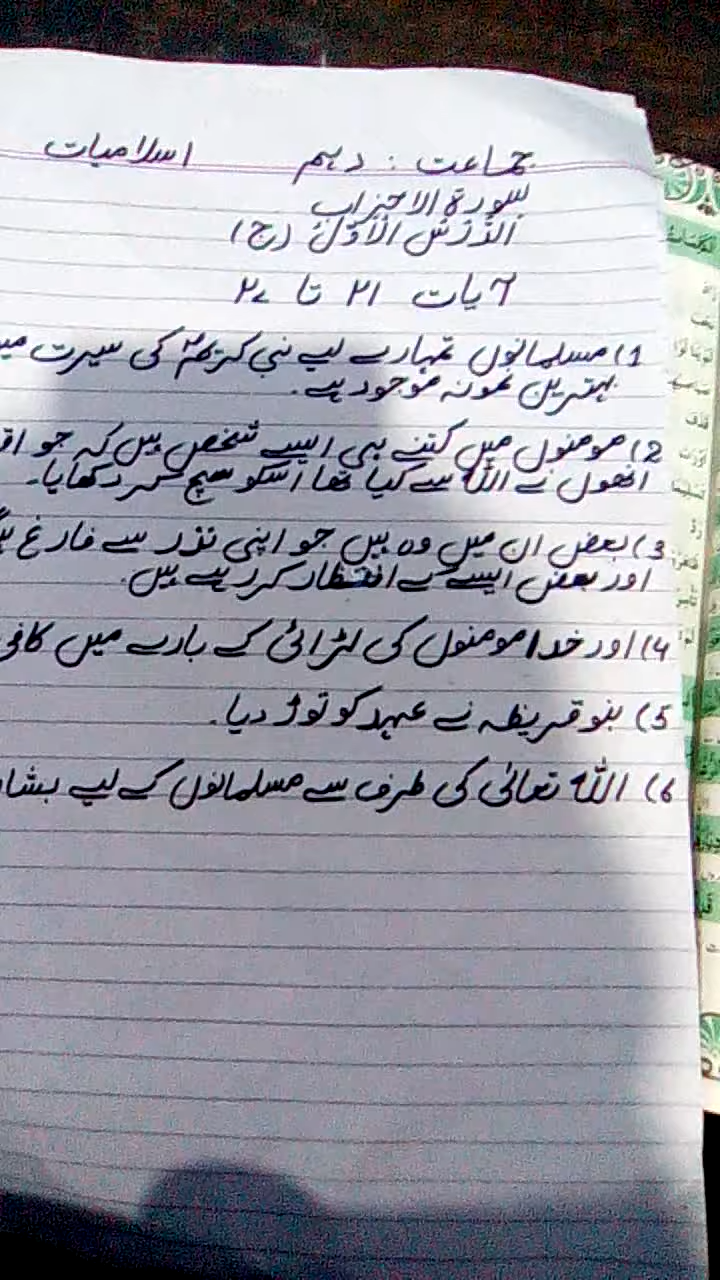 جماعت : دہم اسلامیات
سورۃ الاحزاب
الدَّرْسُ الْاَوَّلُ (ج)
آیات ۲۱ تا ۲۷
1) مسلمانوں تمہارے لیے نبی کریمؐ کی سیرت میں
بہترین نمونہ موجود ہے۔
2) مومنوں میں کتنے ہی ایسے شخص ہیں کہ جو
انھوں نے اللہ سے کیا تھا اسکو سچ کر دکھایا۔
3) بعض ان میں وہ ہیں جو اپنی نذر سے فارغ
اور بعض ایسے کے انتظار کر رہے ہیں۔
4) اور خدا مومنوں کی لڑائی کے بارے میں کافی
5) بنو قریظہ نے عہد کو توڑ دیا۔
6) اللہ تعالیٰ کی طرف سے مسلمانوں کے لیے